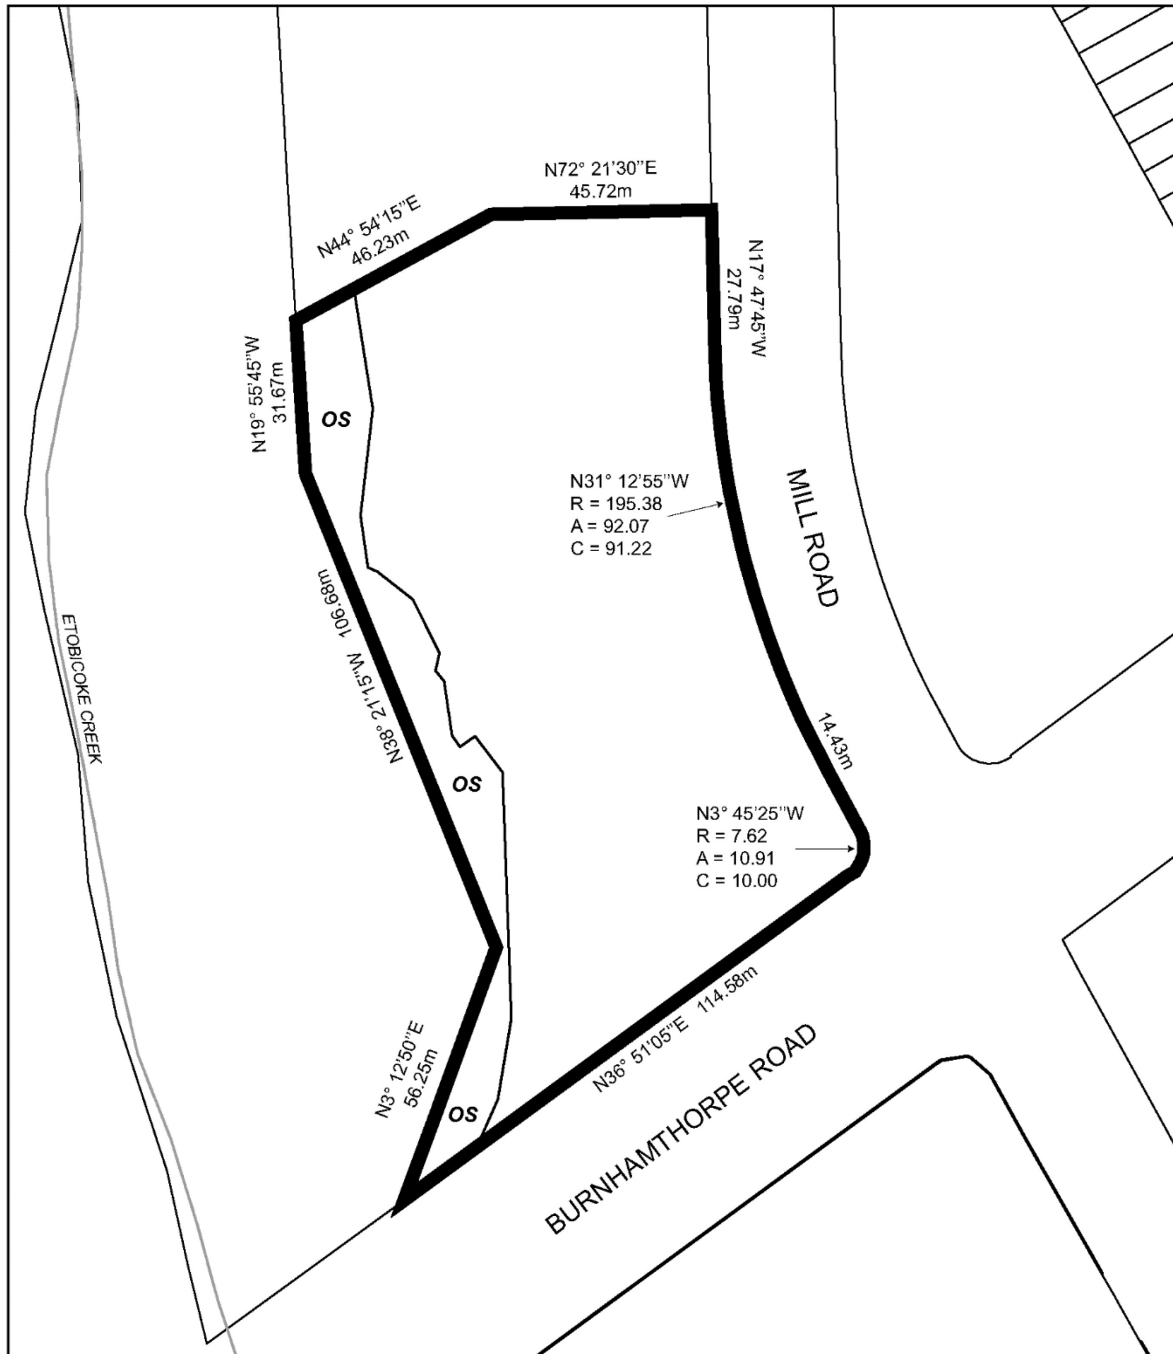 N72° 21'30"E
45.72m
N44° 54'15"E
46.23m
N17° 47'45"W
27.79m
N19° 55'45"W
31.67m
OS
N31° 12'55"W
R = 195.38
A = 92.07
C = 91.22
MILL ROAD
N38° 21'15"W 106.68m
ETOBICOKE CREEK
14.43m
OS
N3° 45'25"W
R = 7.62
A = 10.91
C = 10.00
N36° 51'05"E 114.58m
N3° 12'50"E
56.25m
OS
BURNHAMTHORPE ROAD